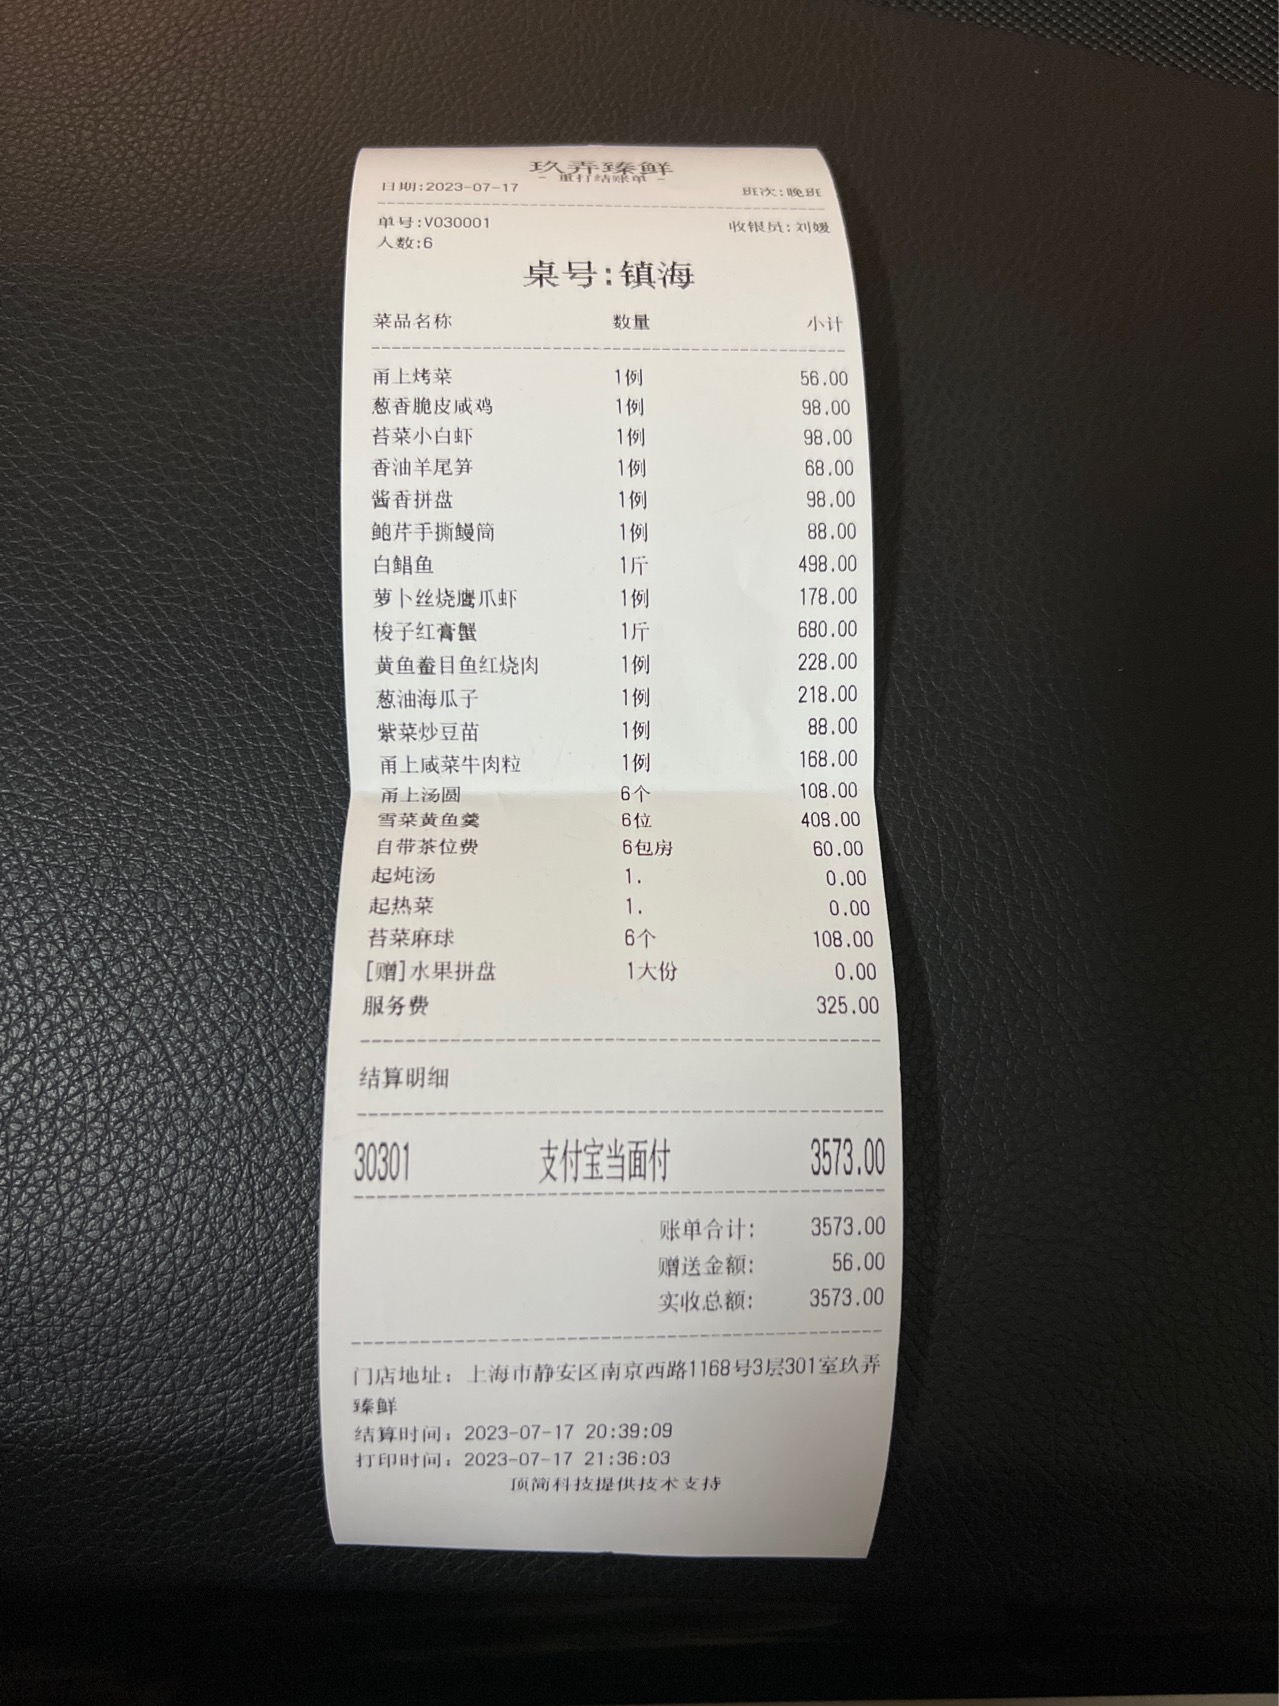 玖弄臻鲜
- 重打结账单 -
日期:2023-07-17 班次:晚班
单号:V030001 收银员:刘媛
人数:6
桌号:镇海
菜品名称 数量 小计
甬上烤菜 1例 56.00
葱香脆皮咸鸡 1例 98.00
苔菜小白虾 1例 98.00
香油羊尾笋 1例 68.00
酱香拼盘 1例 98.00
鲍芹手撕鳗筒 1例 88.00
白鲳鱼 1斤 498.00
萝卜丝烧鹰爪虾 1例 178.00
梭子红膏蟹 1斤 680.00
黄鱼鲞目鱼红烧肉 1例 228.00
葱油海瓜子 1例 218.00
紫菜炒豆苗 1例 88.00
甬上咸菜牛肉粒 1例 168.00
甬上汤圆 6个 108.00
雪菜黄鱼羹 6位 408.00
自带茶位费 6包房 60.00
起炖汤 1. 0.00
起热菜 1. 0.00
苔菜麻球 6个 108.00
[赠]水果拼盘 1大份 0.00
服务费 325.00
结算明细
30301 支付宝当面付 3573.00
账单合计: 3573.00
赠送金额: 56.00
实收总额: 3573.00
门店地址: 上海市静安区南京西路1168号3层301室玖弄
臻鲜
结算时间: 2023-07-17 20:39:09
打印时间: 2023-07-17 21:36:03
顶简科技提供技术支持